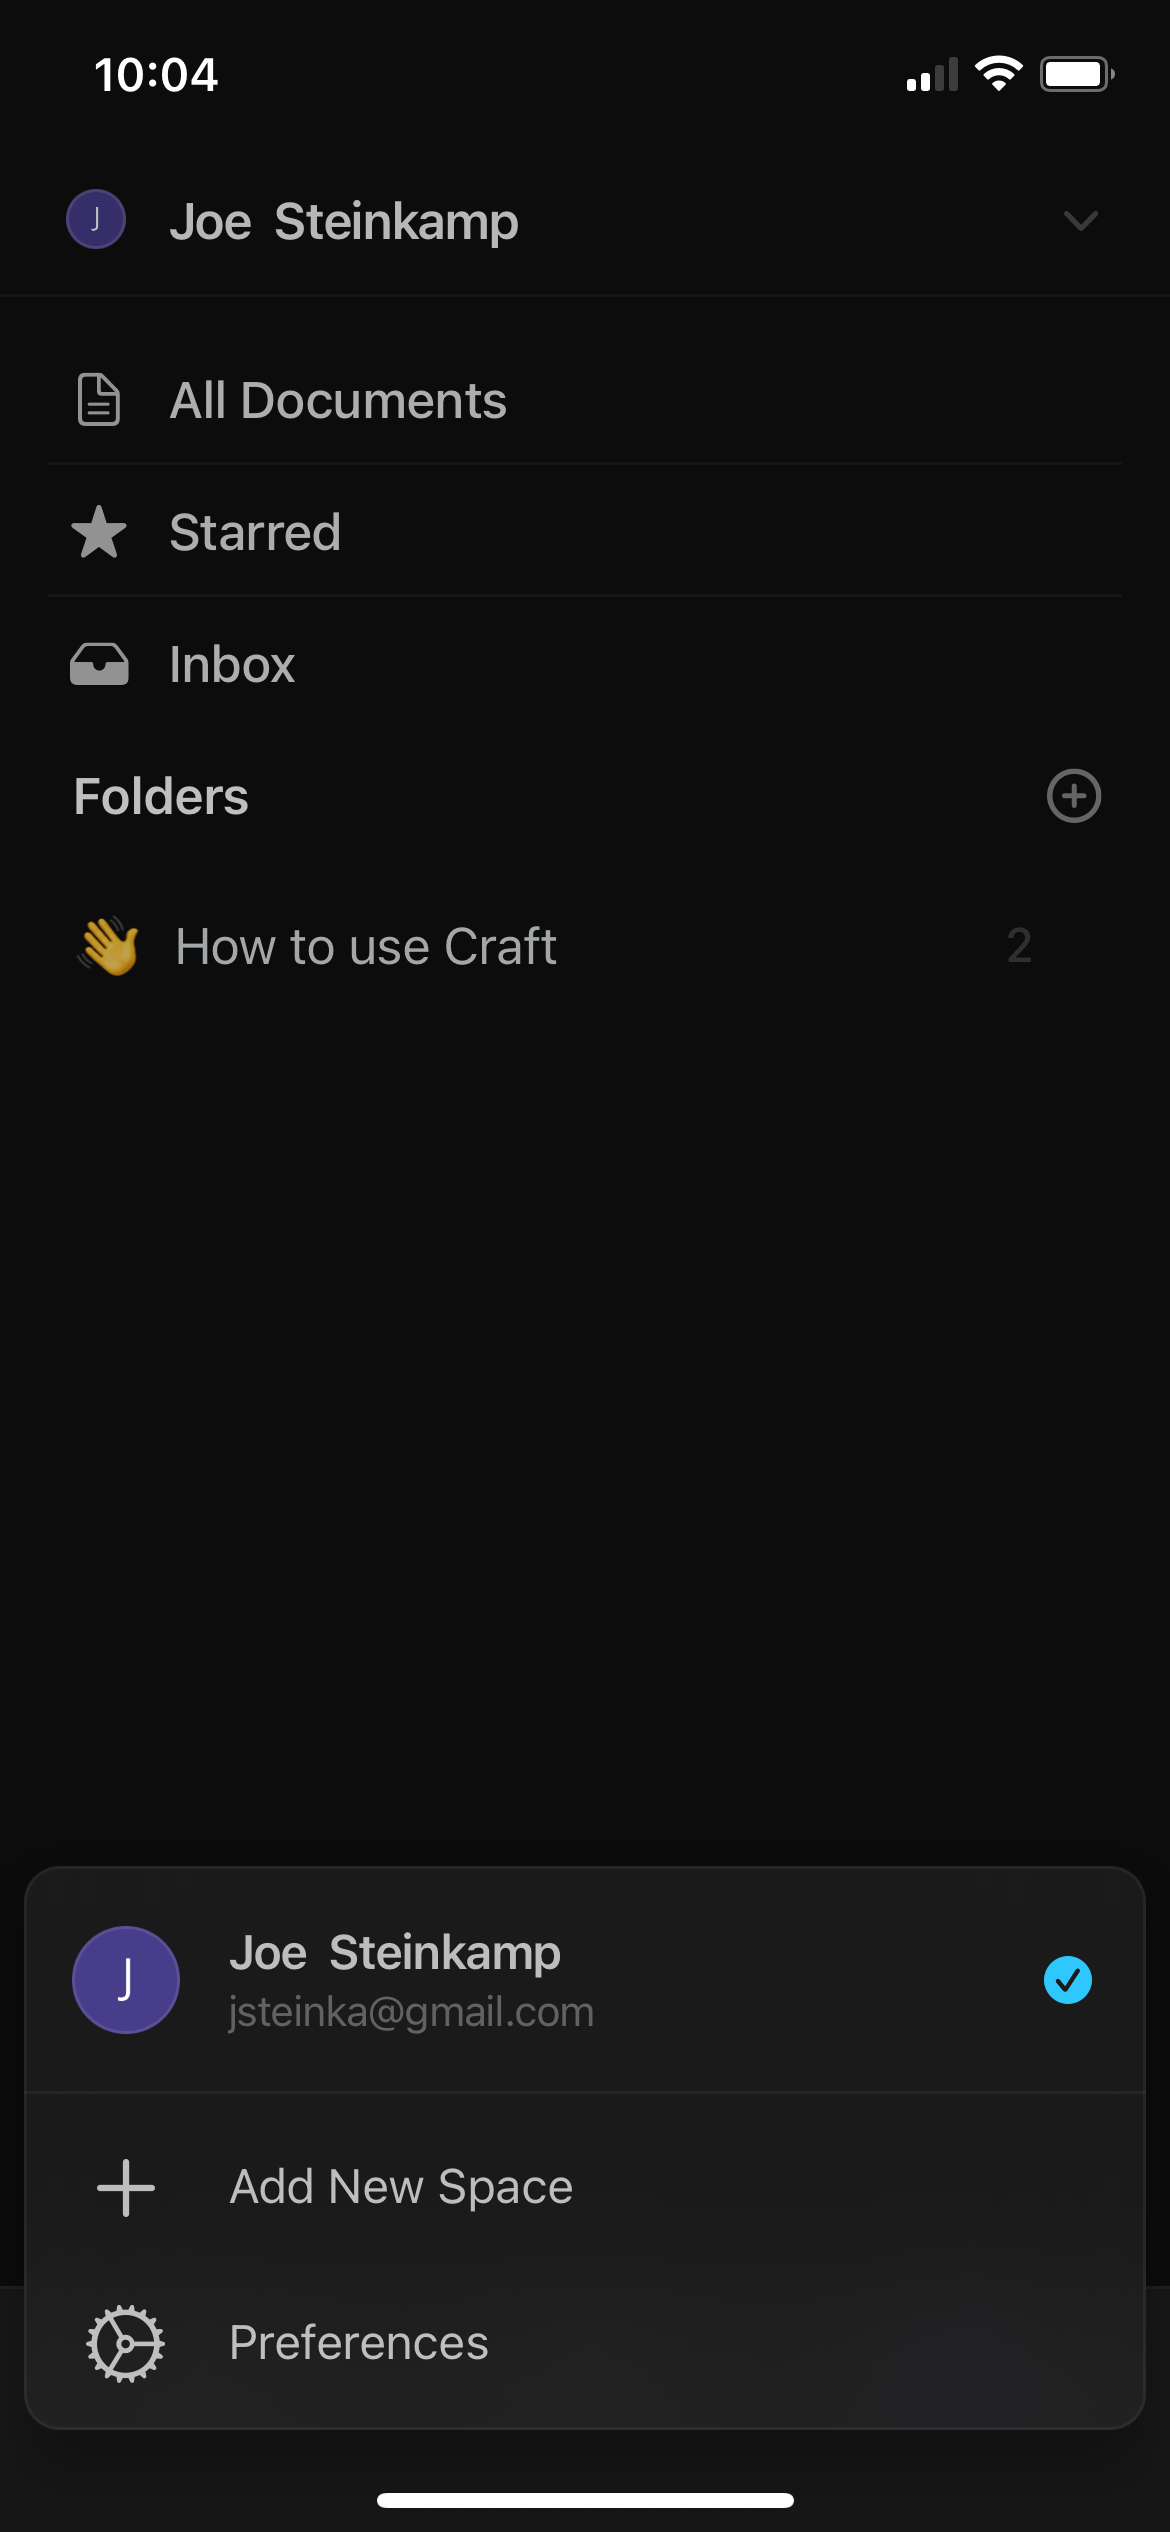 10:04
J
Joe Steinkamp
All Documents
Starred
Inbox
Folders
How to use Craft
2
J
Joe Steinkamp
jsteinka@gmail.com
Add New Space
Preferences